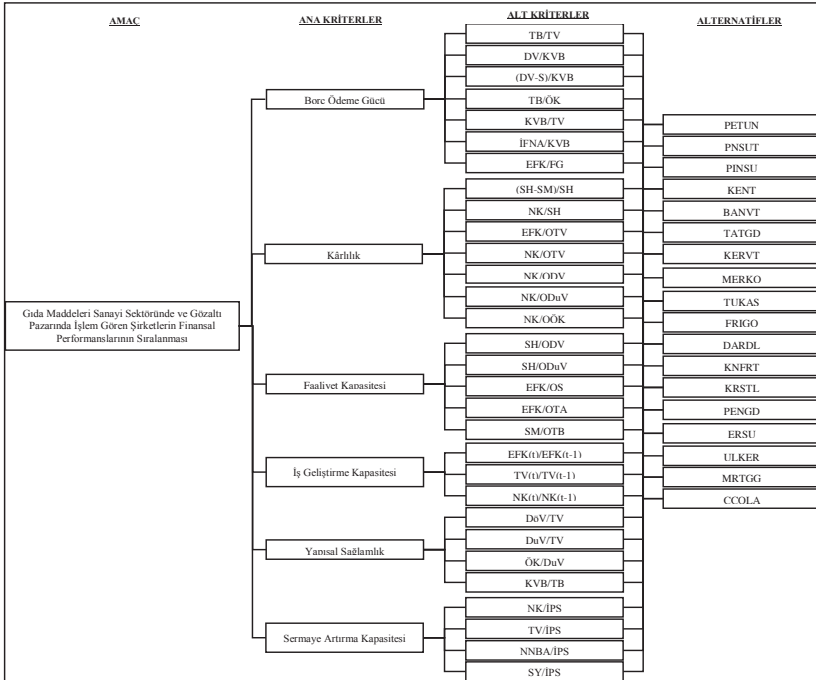 AMAÇ
ANA KRİTERLER
ALT KRİTERLER
ALTERNATİFLER
Gıda Maddeleri Sanayi Sektöründe ve Gözaltı
Pazarında İşlem Gören Şirketlerin Finansal
Performanslarının Sıralanması
Borç Ödeme Gücü
Kârlılık
Faaliyet Kapasitesi
İş Geliştirme Kapasitesi
Yapısal Sağlamlık
Sermaye Artırma Kapasitesi
TB/TV
DV/KVB
(DV-S)/KVB
TB/ÖK
KVB/TV
İFNA/KVB
EFK/FG
(SH-SM)/SH
NK/SH
EFK/OTV
NK/OTV
NK/ODV
NK/ODuV
NK/OÖK
SH/ODV
SH/ODuV
EFK/OS
EFK/OTA
SM/OTB
EFK(t)/EFK(t-1)
TV(t)/TV(t-1)
NK(t)/NK(t-1)
DöV/TV
DuV/TV
ÖK/DuV
KVB/TB
NK/İPS
TV/İPS
NNBA/İPS
SY/İPS
PETUN
PNSUT
PINSU
KENT
BANVT
TATGD
KERVT
MERKO
TUKAS
FRIGO
DARDL
KNFRT
KRSTL
PENGD
ERSU
ULKER
MRTGG
CCOLA